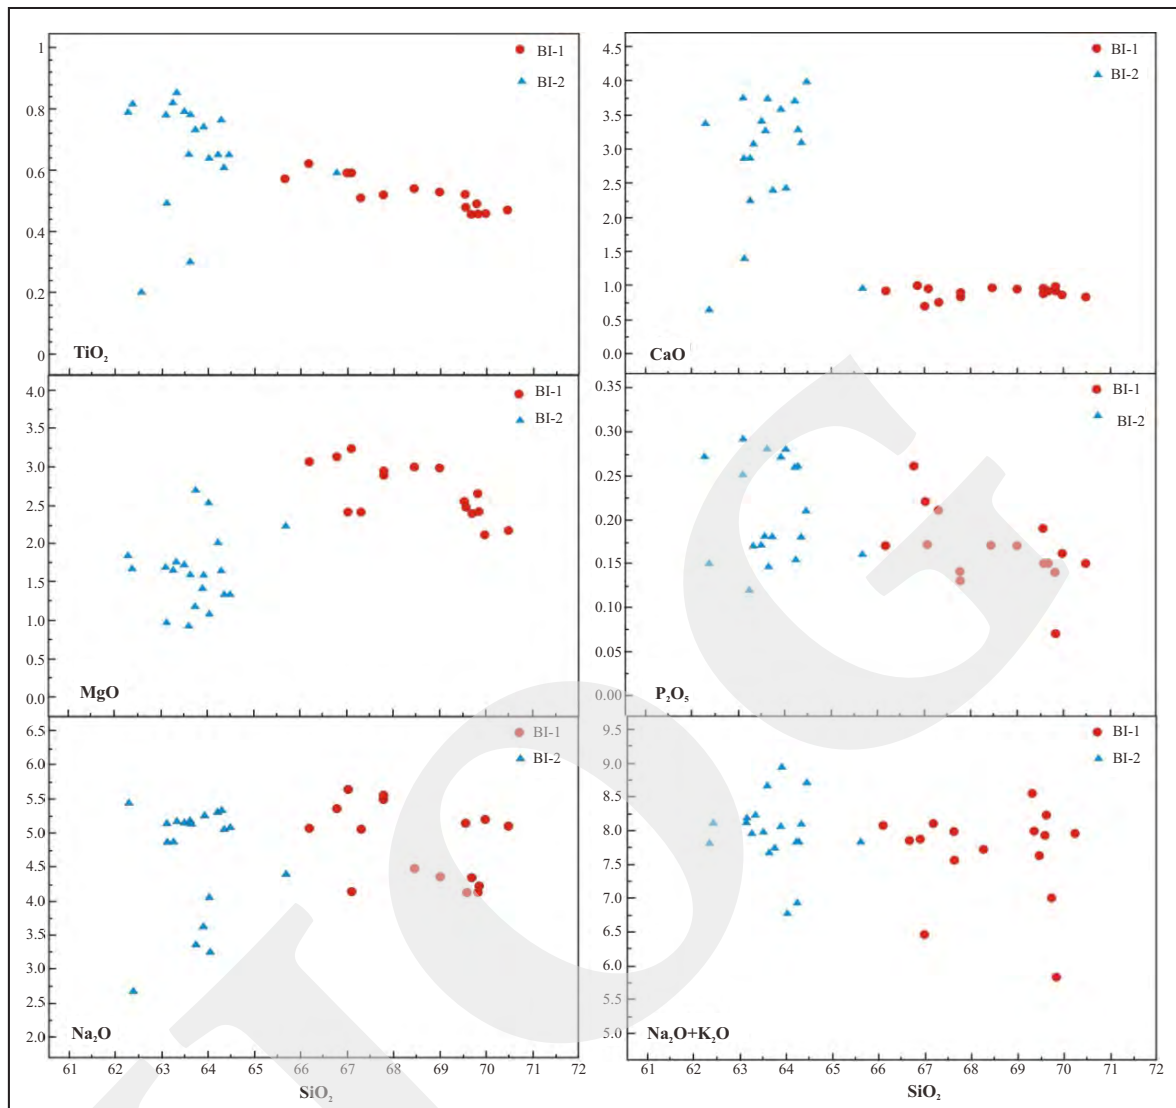 1
0.8
0.6
0.4
0.2
0
BI-1
BI-2
TiO₂
4.5
4.0
3.5
3.0
2.5
2.0
1.5
1.0
0.5
0.0
BI-1
BI-2
CaO
4.0
3.5
3.0
2.5
2.0
1.5
1.0
0.5
0.0
BI-1
BI-2
MgO
0.35
0.30
0.25
0.20
0.15
0.10
0.05
0.00
BI-1
BI-2
P₂O₅
6.5
6.0
5.5
5.0
4.5
4.0
3.5
3.0
2.5
2.0
BI-1
BI-2
Na₂O
61 62 63 64 65 66 67 68 69 70 71 72
SiO₂
9.5
9.0
8.5
8.0
7.5
7.0
6.5
6.0
5.5
5.0
BI-1
BI-2
Na₂O+K₂O
61 62 63 64 65 66 67 68 69 70 71 72
SiO₂